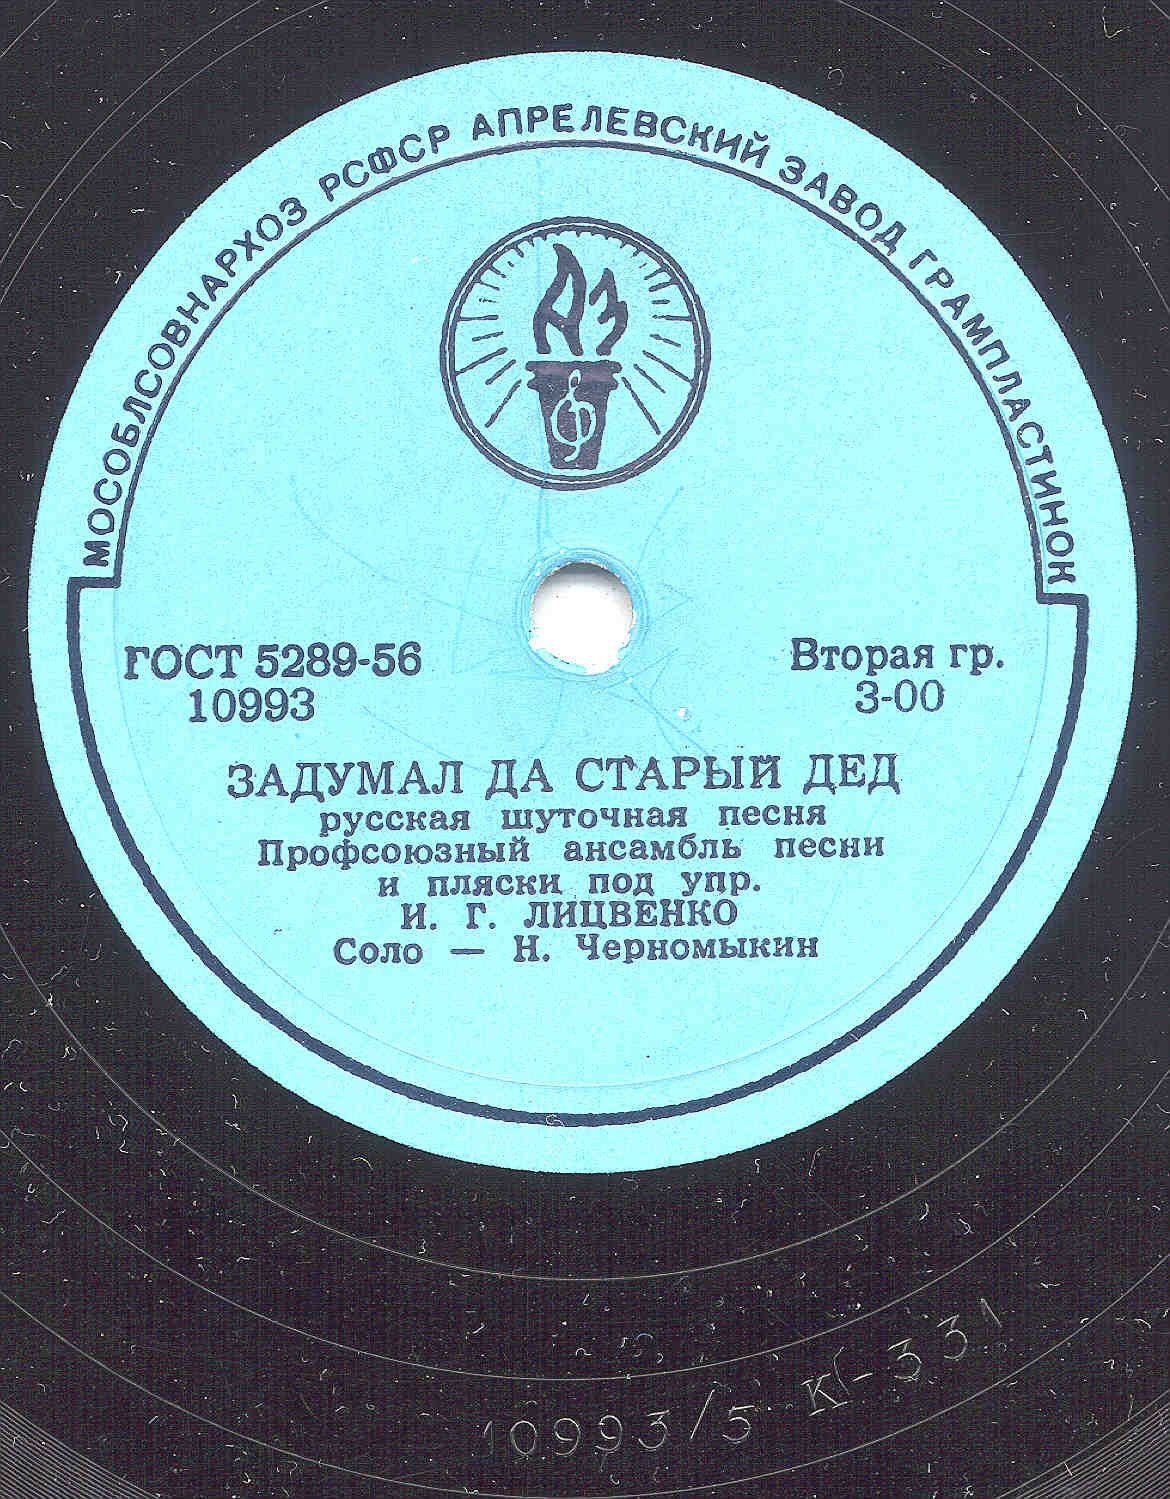 МОСОБЛСОВНАРХОЗ РСФСР АПРЕЛЕВСКИЙ ЗАВОД ГРАМПЛАСТИНОК
АЗ
ГОСТ 5289-56
10993
Вторая гр.
3-00
ЗАДУМАЛ ДА СТАРЫЙ ДЕД
русская шуточная песня
Профсоюзный ансамбль песни
и пляски под упр.
И. Г. ЛИЦВЕНКО
Соло — Н. Черномыкин
10993/5